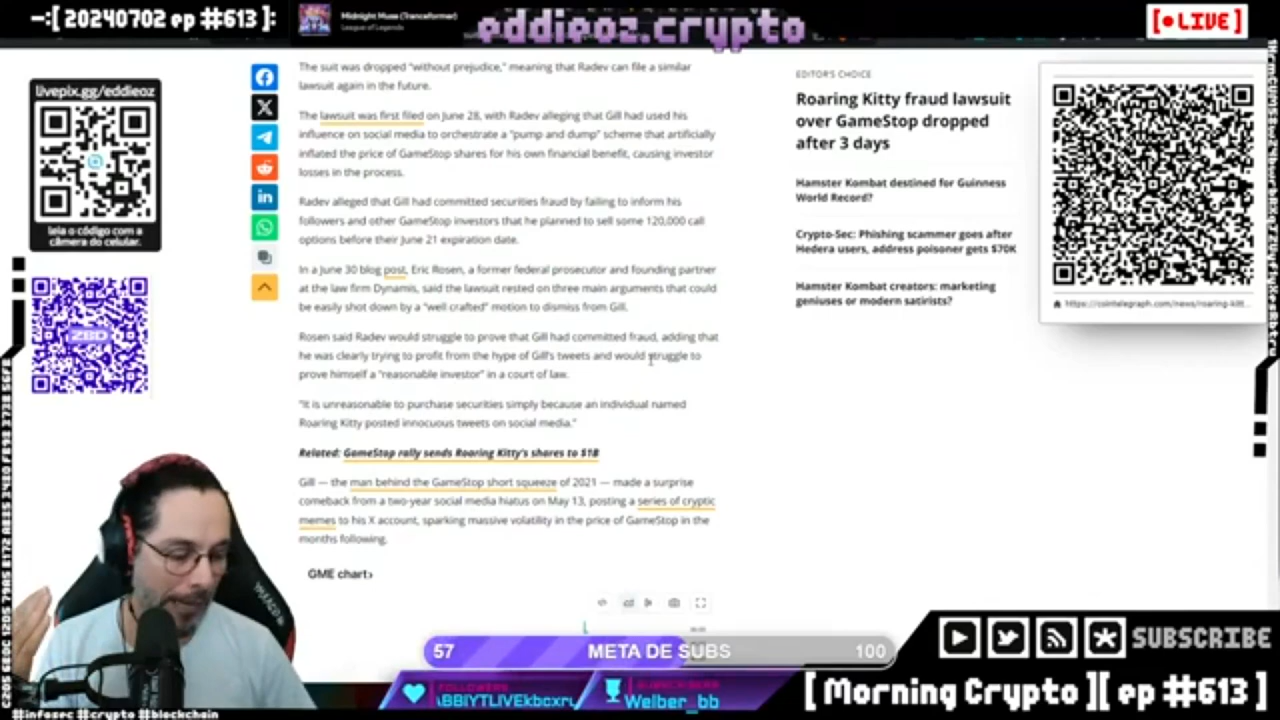 -:[ 20240702 ep #613 ]:
Midnight Muse (Trancеformer)
League of Legends
eddieoz.crypto
[●LIVE]
livepix.gg/eddieoz
leia o código com a
câmera do celular.
ZBD
The suit was dropped "without prejudice," meaning that Radev can file a similar
lawsuit again in the future.
The lawsuit was first filed on June 28, with Radev alleging that Gill had used his
influence on social media to orchestrate a "pump and dump" scheme that artificially
inflated the price of GameStop shares for his own financial benefit, causing investor
losses in the process.
Radev alleged that Gill had committed securities fraud by failing to inform his
followers and other GameStop investors that he planned to sell some 120,000 call
options before their June 21 expiration date.
In a June 30 blog post, Eric Rosen, a former federal prosecutor and founding partner
at the law firm Dynamis, said the lawsuit rested on three main arguments that could
be easily shot down by a "well crafted" motion to dismiss from Gill.
Rosen said Radev would struggle to prove that Gill had committed fraud, adding that
he was clearly trying to profit from the hype of Gill's tweets and would struggle to
prove himself a "reasonable investor" in a court of law.
"It is unreasonable to purchase securities simply because an individual named
Roaring Kitty posted innocuous tweets on social media."
Related: GameStop rally sends Roaring Kitty's shares to $1B
Gill — the man behind the GameStop short squeeze of 2021 — made a surprise
comeback from a two-year social media hiatus on May 13, posting a series of cryptic
memes to his X account, sparking massive volatility in the price of GameStop in the
months following.
GME chart›
EDITOR'S CHOICE
Roaring Kitty fraud lawsuit
over GameStop dropped
after 3 days
Hamster Kombat destined for Guinness
World Record?
Crypto-Sec: Phishing scammer goes after
Hedera users, address poisoner gets $70K
Hamster Kombat creators: marketing
geniuses or modern satirists?
https://cointelegraph.com/news/roaring-kitt...
57 META DE SUBS 100
FOLLOWERS
Welber_bb
SUBSCRIBE
[ Morning Crypto ][ ep #613 ]
#infosec #crypto #blockchain